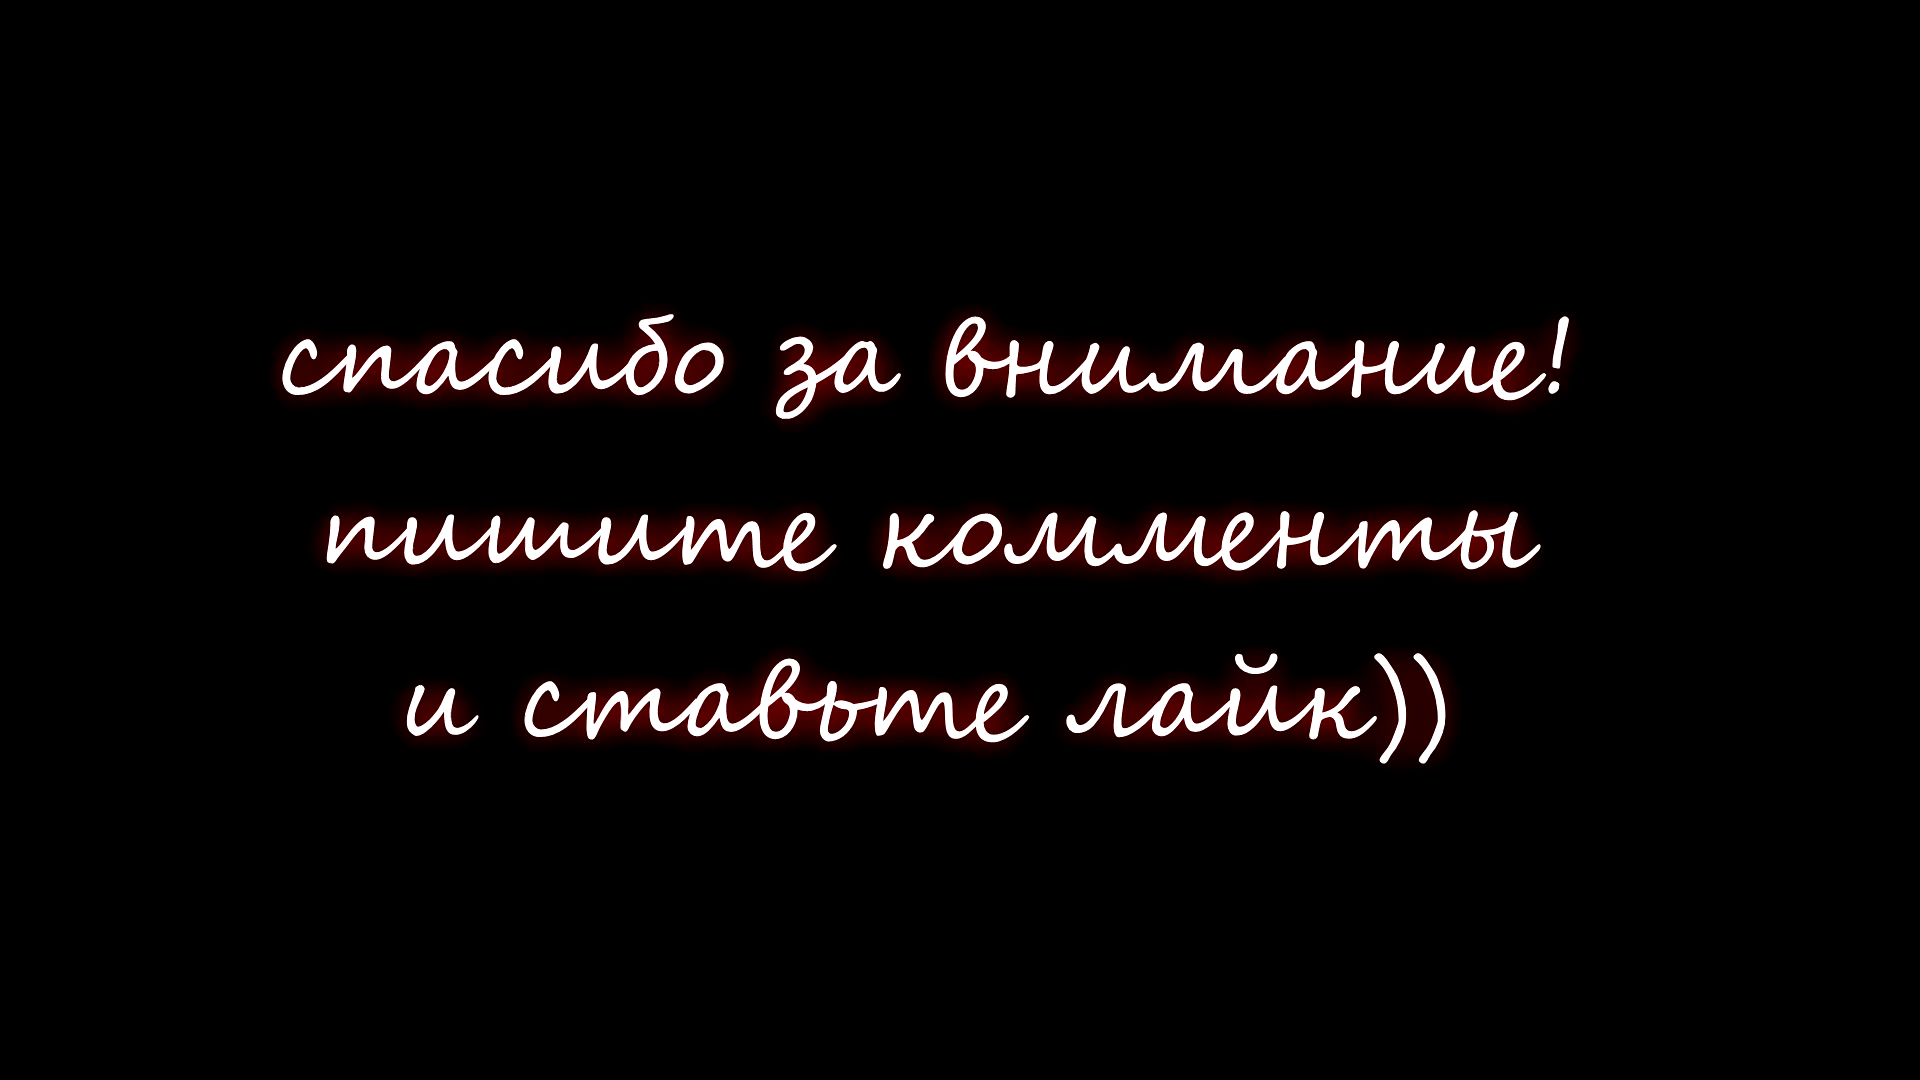 спасибо за внимание!
пишите комменты
и ставьте лайк))